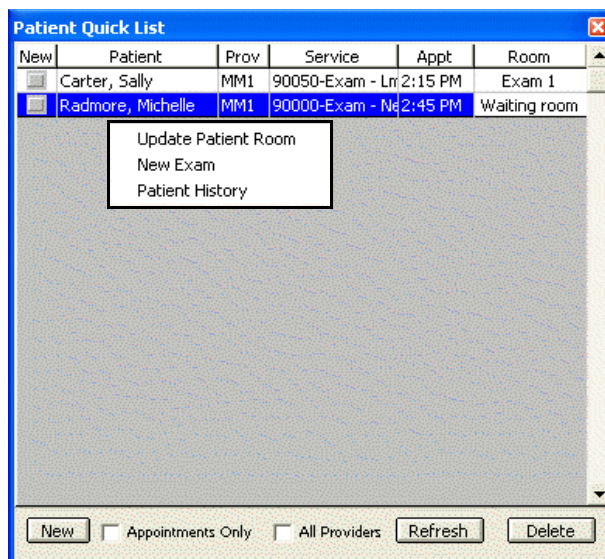 Patient Quick List
New Patient Prov Service Appt Room
Carter, Sally MM1 90050-Exam - Lm 2:15 PM Exam 1
Radmore, Michelle MM1 90000-Exam - Ne 2:45 PM Waiting room
Update Patient Room
New Exam
Patient History
New Appointments Only All Providers Refresh Delete